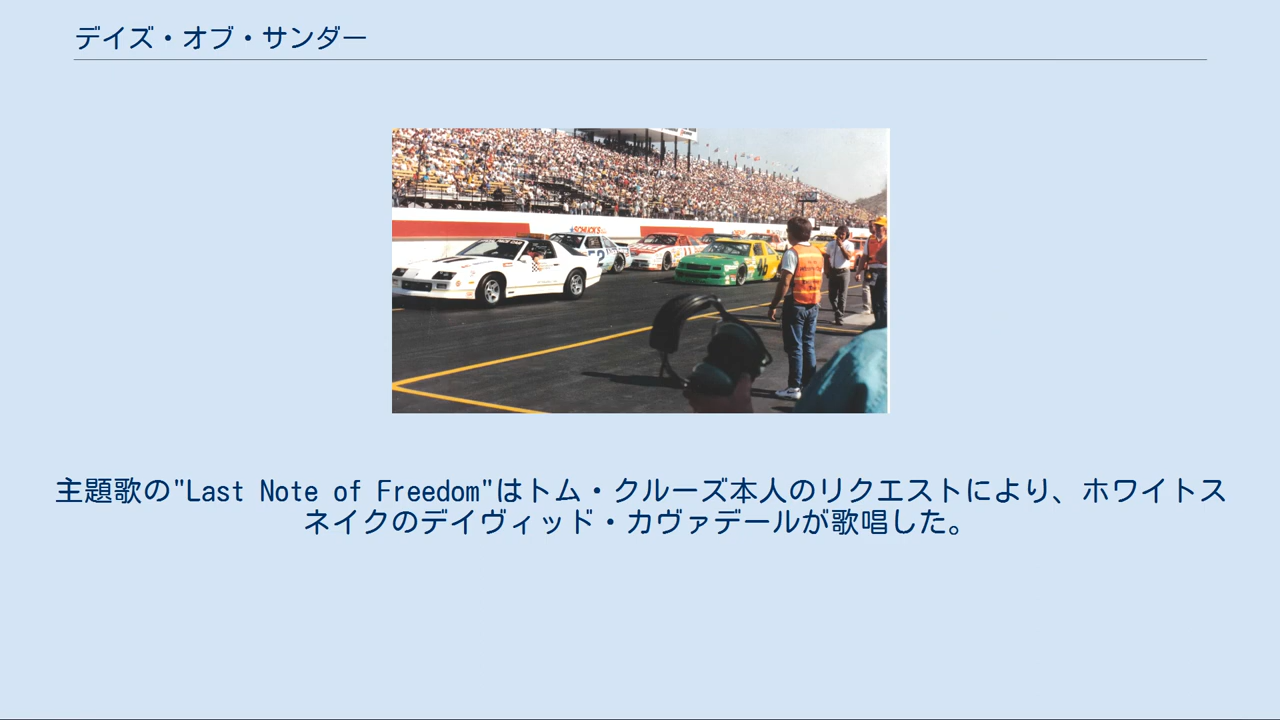 デイズ・オブ・サンダー
SCHUCK'S
46
主題歌の"Last Note of Freedom"はトム・クルーズ本人のリクエストにより、ホワイトス
ネイクのデイヴィッド・カヴァデールが歌唱した。